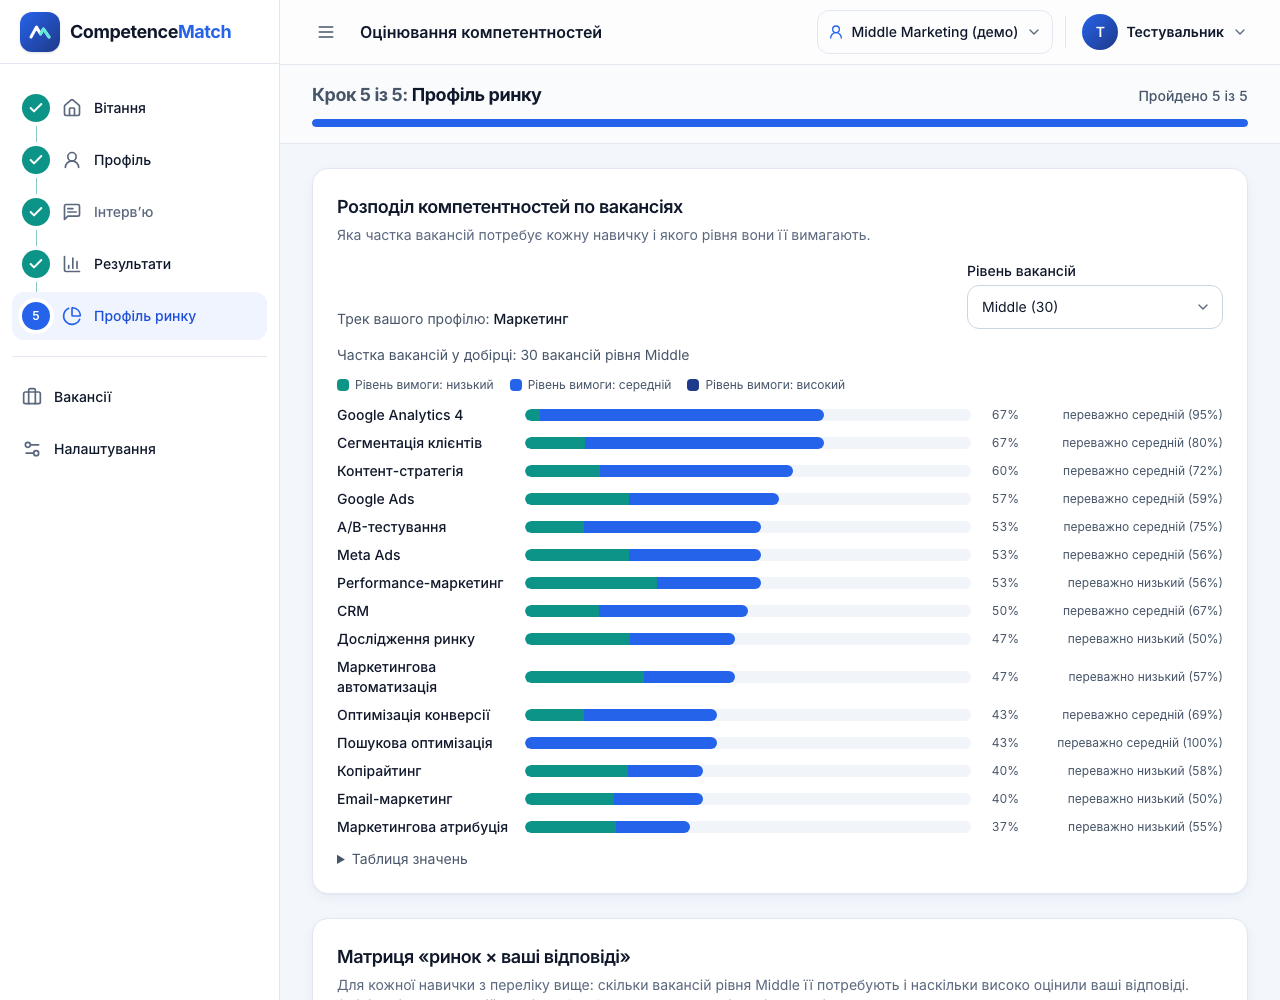 CompetenceMatch
Оцінювання компетентностей
Middle Marketing (демо)
Т
Тестувальник
Вітання
Профіль
Інтерв’ю
Результати
5
Профіль ринку
Вакансії
Налаштування
Крок 5 із 5: Профіль ринку
Пройдено 5 із 5
Розподіл компетентностей по вакансіях
Яка частка вакансій потребує кожну навичку і якого рівня вони її вимагають.
Рівень вакансій
Трек вашого профілю: Маркетинг
Middle (30)
Частка вакансій у добірці: 30 вакансій рівня Middle
Рівень вимоги: низький
Рівень вимоги: середній
Рівень вимоги: високий
Google Analytics 4 67% переважно середній (95%)
Сегментація клієнтів 67% переважно середній (80%)
Контент-стратегія 60% переважно середній (72%)
Google Ads 57% переважно середній (59%)
A/B-тестування 53% переважно середній (75%)
Meta Ads 53% переважно середній (56%)
Performance-маркетинг 53% переважно низький (56%)
CRM 50% переважно середній (67%)
Дослідження ринку 47% переважно низький (50%)
Маркетингова
автоматизація 47% переважно низький (57%)
Оптимізація конверсії 43% переважно середній (69%)
Пошукова оптимізація 43% переважно середній (100%)
Копірайтинг 40% переважно низький (58%)
Email-маркетинг 40% переважно низький (50%)
Маркетингова атрибуція 37% переважно низький (55%)
Таблиця значень
Матриця «ринок × ваші відповіді»
Для кожної навички з переліку вище: скільки вакансій рівня Middle її потребують і наскільки високо оцінили ваші відповіді.